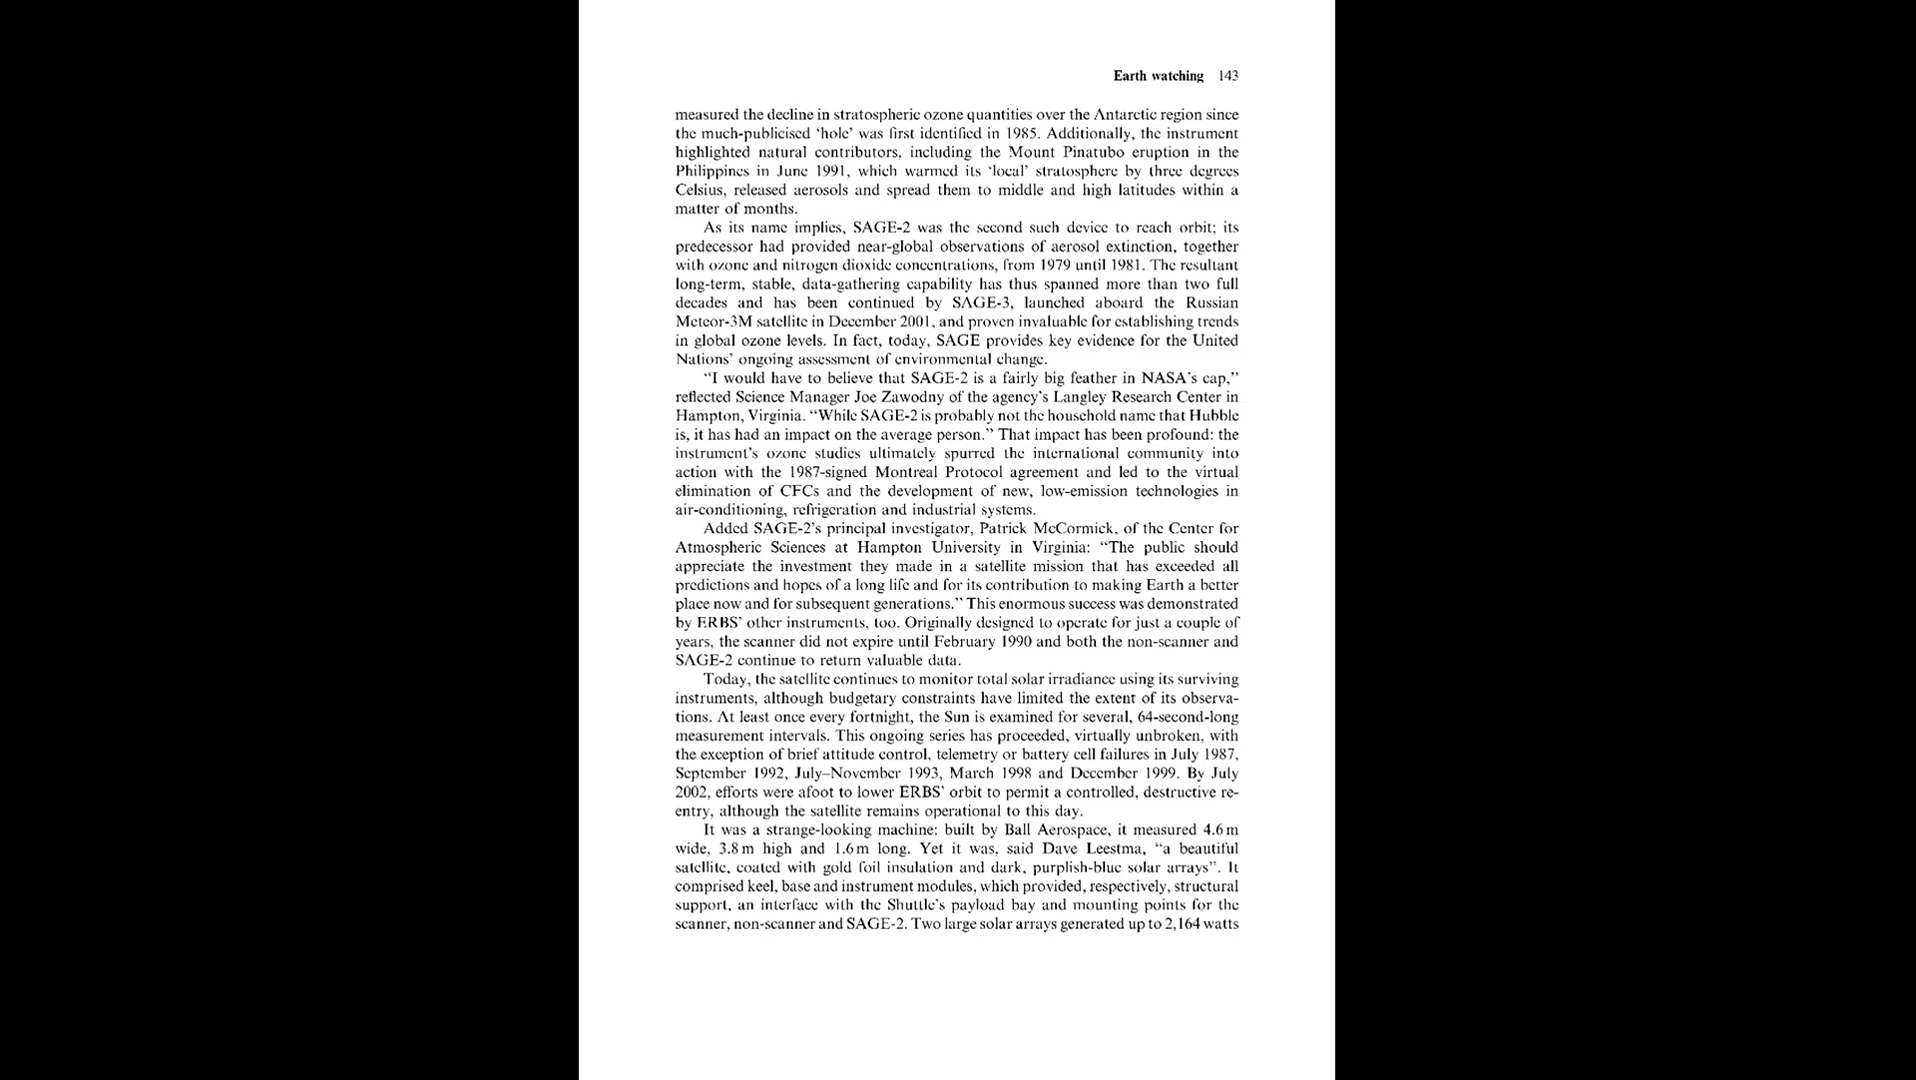 Earth watching 143
measured the decline in stratospheric ozone quantities over the Antarctic region since
the much-publicised ‘hole’ was first identified in 1985. Additionally, the instrument
highlighted natural contributors, including the Mount Pinatubo eruption in the
Philippines in June 1991, which warmed its ‘local’ stratosphere by three degrees
Celsius, released aerosols and spread them to middle and high latitudes within a
matter of months.
As its name implies, SAGE-2 was the second such device to reach orbit; its
predecessor had provided near-global observations of aerosol extinction, together
with ozone and nitrogen dioxide concentrations, from 1979 until 1981. The resultant
long-term, stable, data-gathering capability has thus spanned more than two full
decades and has been continued by SAGE-3, launched aboard the Russian
Meteor-3M satellite in December 2001, and proven invaluable for establishing trends
in global ozone levels. In fact, today, SAGE provides key evidence for the United
Nations’ ongoing assessment of environmental change.
“I would have to believe that SAGE-2 is a fairly big feather in NASA’s cap,”
reflected Science Manager Joe Zawodny of the agency’s Langley Research Center in
Hampton, Virginia. “While SAGE-2 is probably not the household name that Hubble
is, it has had an impact on the average person.” That impact has been profound: the
instrument’s ozone studies ultimately spurred the international community into
action with the 1987-signed Montreal Protocol agreement and led to the virtual
elimination of CFCs and the development of new, low-emission technologies in
air-conditioning, refrigeration and industrial systems.
Added SAGE-2’s principal investigator, Patrick McCormick, of the Center for
Atmospheric Sciences at Hampton University in Virginia: “The public should
appreciate the investment they made in a satellite mission that has exceeded all
predictions and hopes of a long life and for its contribution to making Earth a better
place now and for subsequent generations.” This enormous success was demonstrated
by ERBS’ other instruments, too. Originally designed to operate for just a couple of
years, the scanner did not expire until February 1990 and both the non-scanner and
SAGE-2 continue to return valuable data.
Today, the satellite continues to monitor total solar irradiance using its surviving
instruments, although budgetary constraints have limited the extent of its observa-
tions. At least once every fortnight, the Sun is examined for several, 64-second-long
measurement intervals. This ongoing series has proceeded, virtually unbroken, with
the exception of brief attitude control, telemetry or battery cell failures in July 1987,
September 1992, July–November 1993, March 1998 and December 1999. By July
2002, efforts were afoot to lower ERBS’ orbit to permit a controlled, destructive re-
entry, although the satellite remains operational to this day.
It was a strange-looking machine: built by Ball Aerospace, it measured 4.6 m
wide, 3.8 m high and 1.6 m long. Yet it was, said Dave Leestma, “a beautiful
satellite, coated with gold foil insulation and dark, purplish-blue solar arrays”. It
comprised keel, base and instrument modules, which provided, respectively, structural
support, an interface with the Shuttle’s payload bay and mounting points for the
scanner, non-scanner and SAGE-2. Two large solar arrays generated up to 2,164 watts